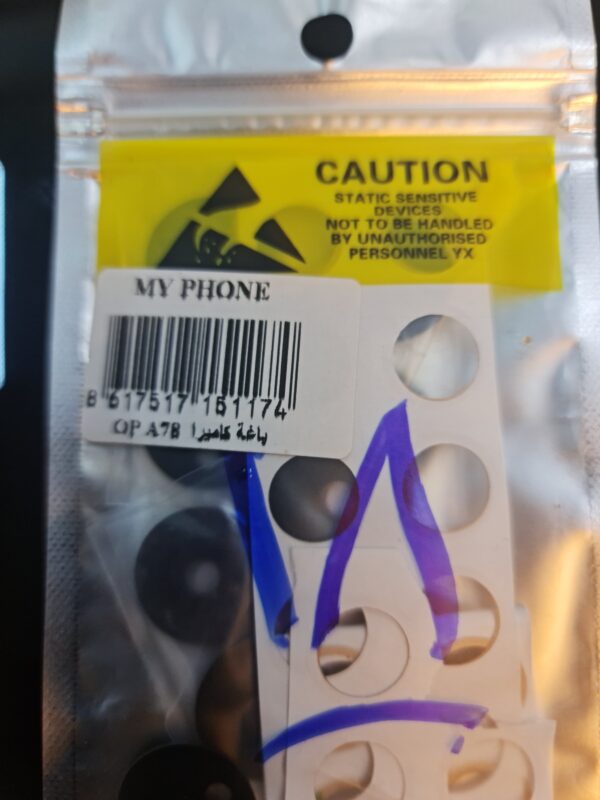 CAUTION
STATIC SENSITIVE
DEVICES
NOT TO BE HANDLED
BY UNAUTHORISED
PERSONNEL YX
MY PHONE
8 617517 151174
OP A78 باغة كاميرا